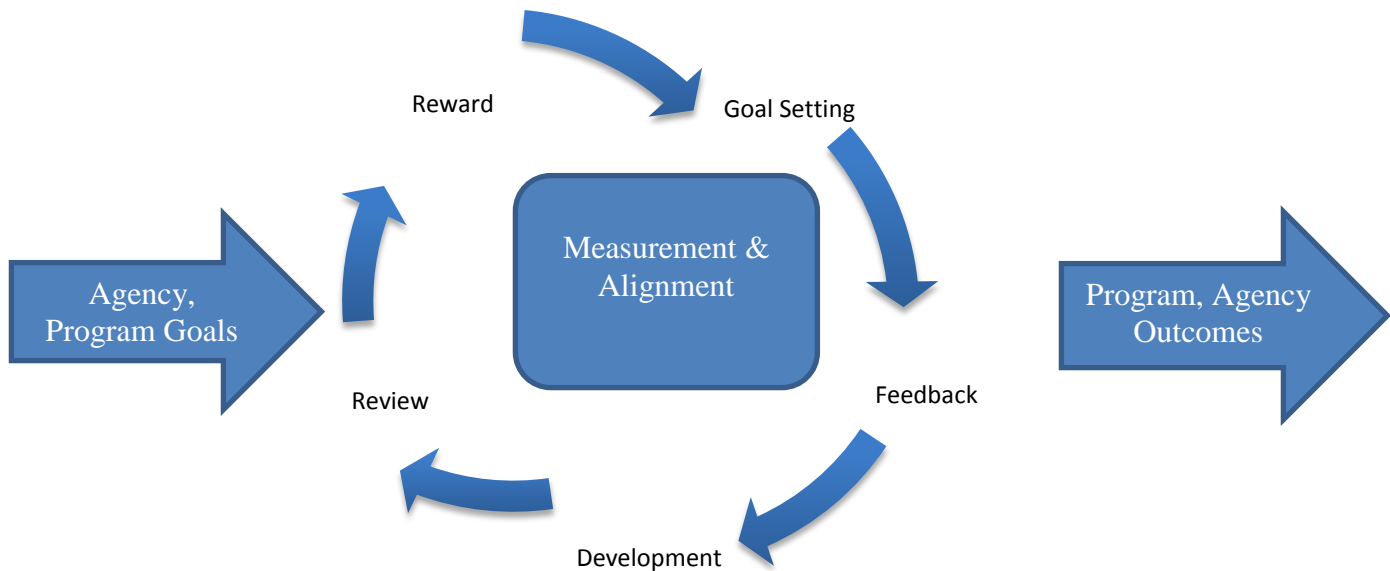 Reward
Goal Setting
Measurement &
Alignment
Agency,
Program Goals
Program, Agency
Outcomes
Review
Feedback
Development